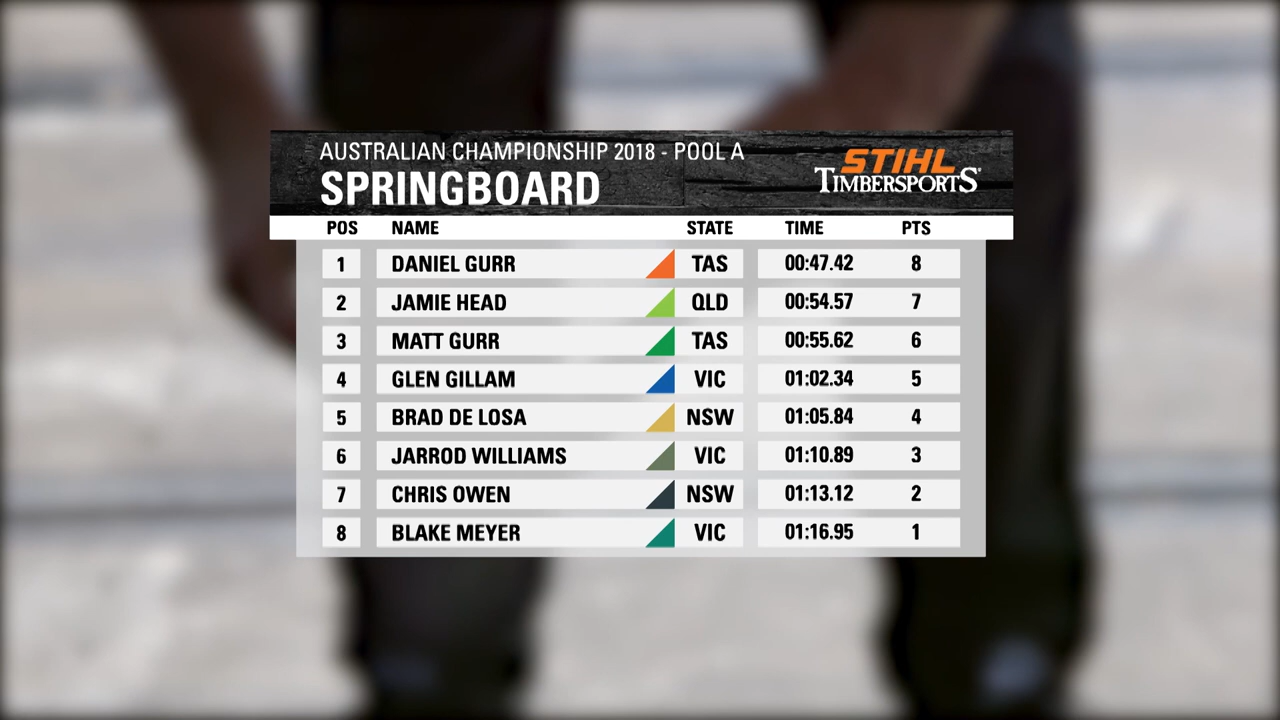 AUSTRALIAN CHAMPIONSHIP 2018 - POOL A
SPRINGBOARD
STIHL
TIMBERSPORTS®
POS NAME STATE TIME PTS
1 DANIEL GURR TAS 00:47.42 8
2 JAMIE HEAD QLD 00:54.57 7
3 MATT GURR TAS 00:55.62 6
4 GLEN GILLAM VIC 01:02.34 5
5 BRAD DE LOSA NSW 01:05.84 4
6 JARROD WILLIAMS VIC 01:10.89 3
7 CHRIS OWEN NSW 01:13.12 2
8 BLAKE MEYER VIC 01:16.95 1